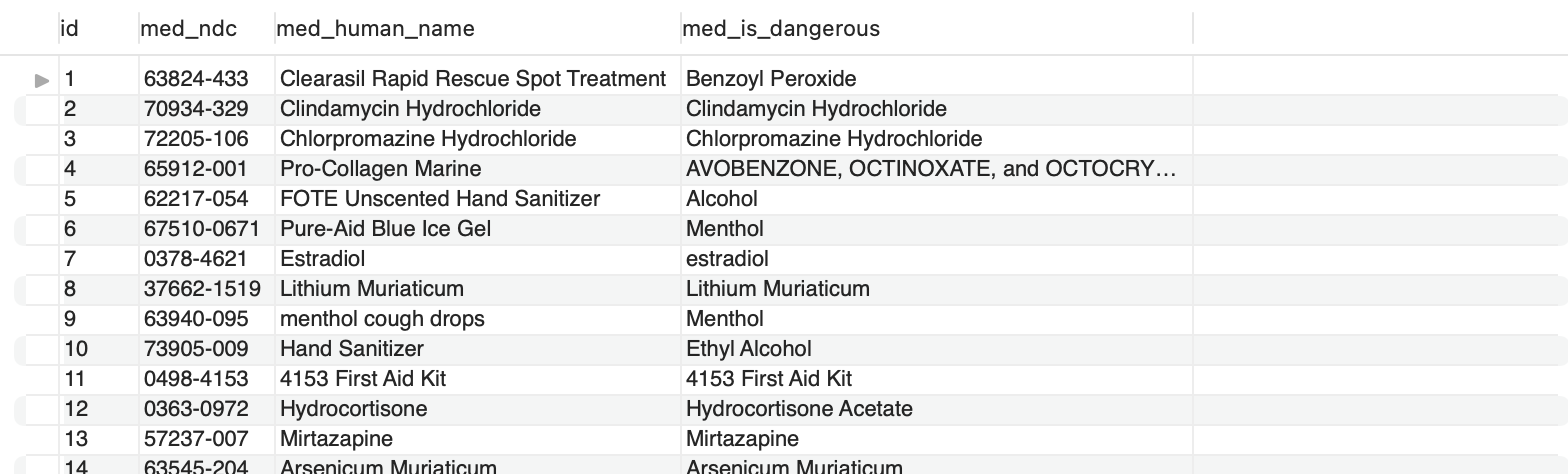 id med_ndc med_human_name med_is_dangerous
1 63824-433 Clearasil Rapid Rescue Spot Treatment Benzoyl Peroxide
2 70934-329 Clindamycin Hydrochloride Clindamycin Hydrochloride
3 72205-106 Chlorpromazine Hydrochloride Chlorpromazine Hydrochloride
4 65912-001 Pro-Collagen Marine AVOBENZONE, OCTINOXATE, and OCTOCRY…
5 62217-054 FOTE Unscented Hand Sanitizer Alcohol
6 67510-0671 Pure-Aid Blue Ice Gel Menthol
7 0378-4621 Estradiol estradiol
8 37662-1519 Lithium Muriaticum Lithium Muriaticum
9 63940-095 menthol cough drops Menthol
10 73905-009 Hand Sanitizer Ethyl Alcohol
11 0498-4153 4153 First Aid Kit 4153 First Aid Kit
12 0363-0972 Hydrocortisone Hydrocortisone Acetate
13 57237-007 Mirtazapine Mirtazapine
14 63545-204 Arsenicum Muriaticum Arsenicum Muriaticum